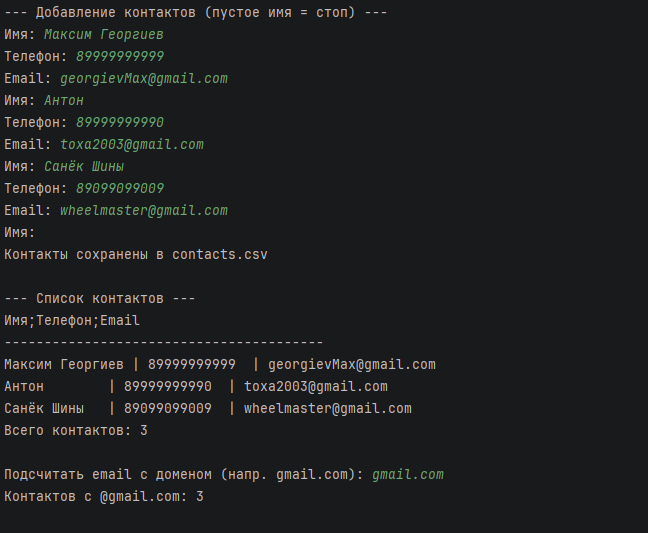 --- Добавление контактов (пустое имя = стоп) ---
Имя: Максим Георгиев
Телефон: 89999999999
Email: georgievMax@gmail.com
Имя: Антон
Телефон: 89999999990
Email: toxa2003@gmail.com
Имя: Санёк Шины
Телефон: 89099099009
Email: wheelmaster@gmail.com
Имя:
Контакты сохранены в contacts.csv
--- Список контактов ---
Имя;Телефон;Email
----------------------------------------
Максим Георгиев | 89999999999  | georgievMax@gmail.com
Антон        | 89999999990  | toxa2003@gmail.com
Санёк Шины   | 89099099009  | wheelmaster@gmail.com
Всего контактов: 3
Подсчитать email с доменом (напр. gmail.com): gmail.com
Контактов с @gmail.com: 3